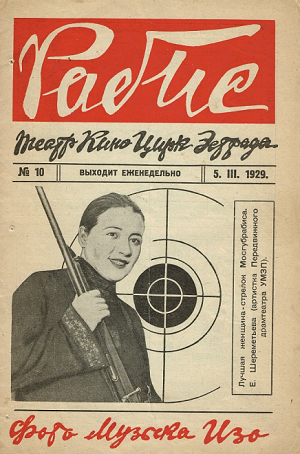 Рабис
Театр Кино Цирк Эстрада
№ 10
ВЫХОДИТ ЕЖЕНЕДЕЛЬНО
5. III. 1929.
Лучшая женщина-стрелок Мосгубрабиса.
Е. Шереметьева (артистка Передвижного
драмтеатра УМЗП).
Фото Музыка Изо